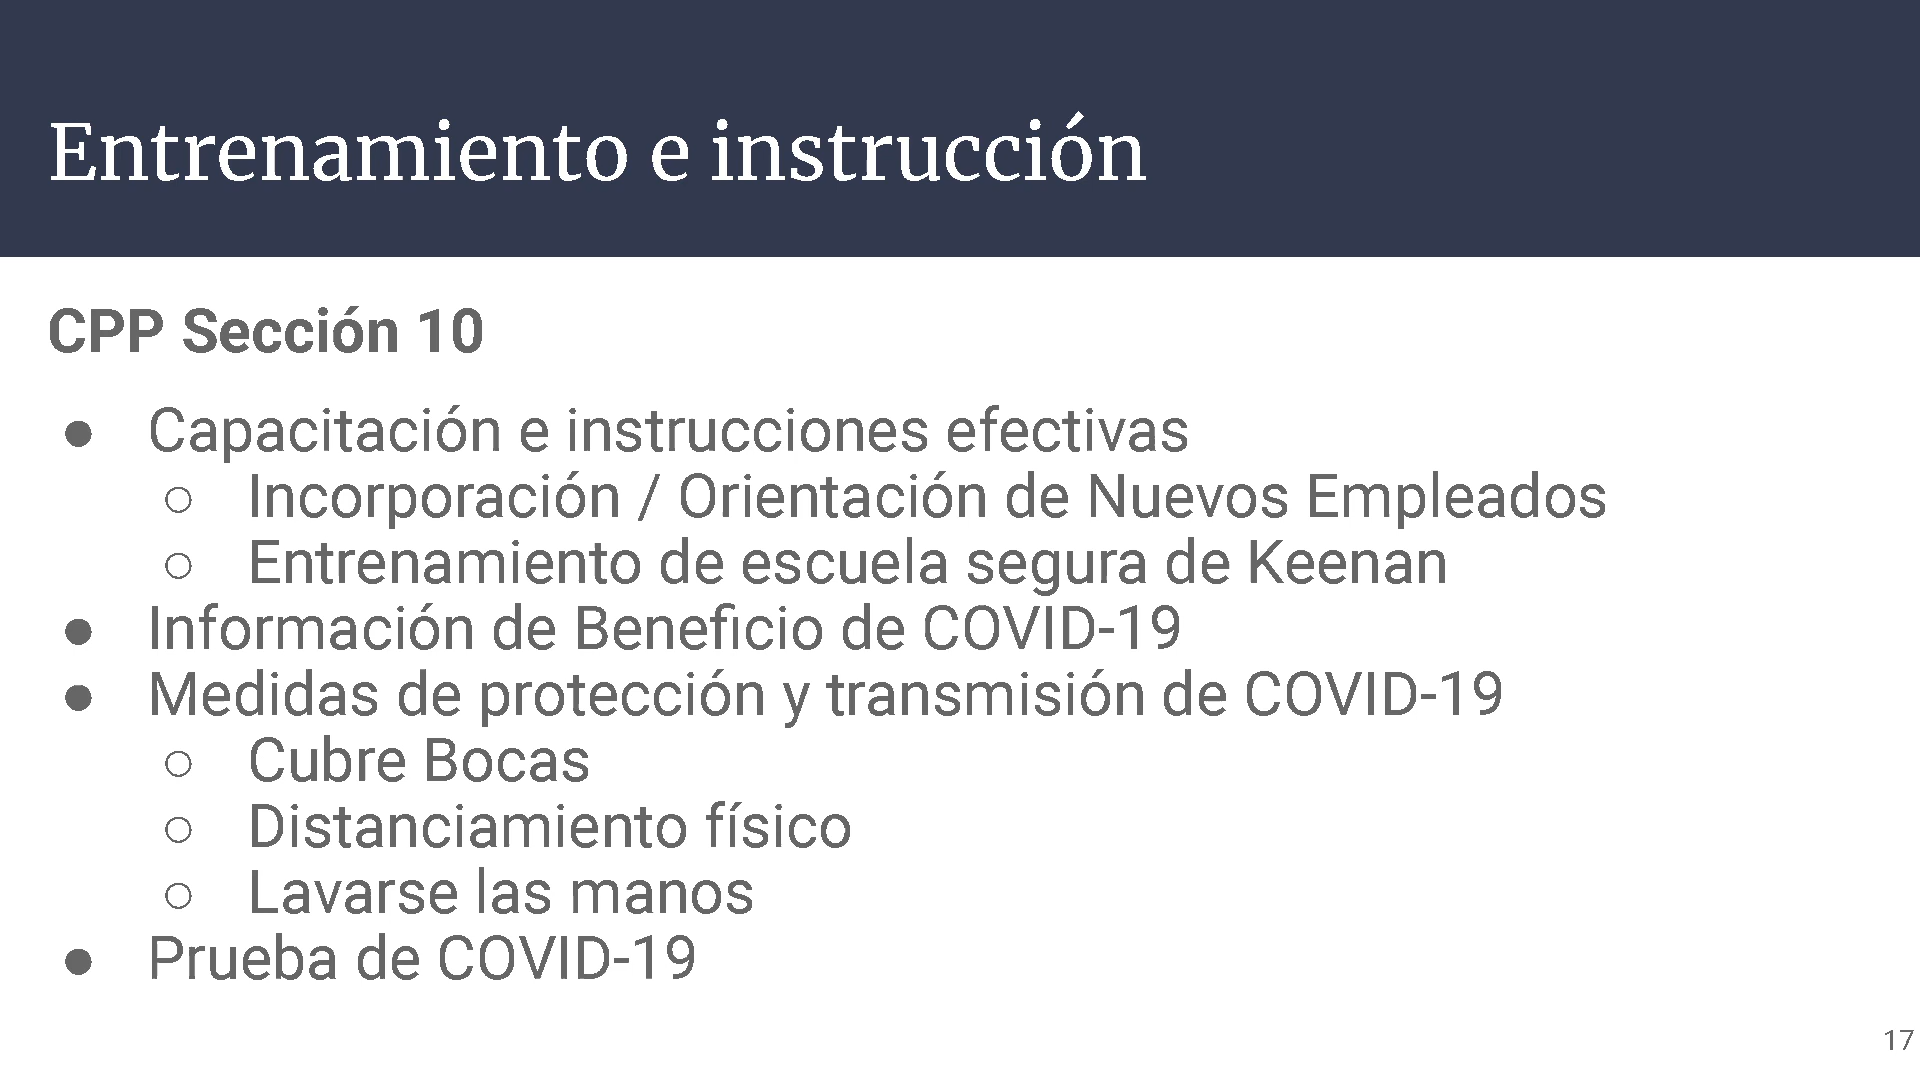 Entrenamiento e instrucción
CPP Sección 10
● Capacitación e instrucciones efectivas
○ Incorporación / Orientación de Nuevos Empleados
○ Entrenamiento de escuela segura de Keenan
● Información de Beneficio de COVID-19
● Medidas de protección y transmisión de COVID-19
○ Cubre Bocas
○ Distanciamiento físico
○ Lavarse las manos
● Prueba de COVID-19
17